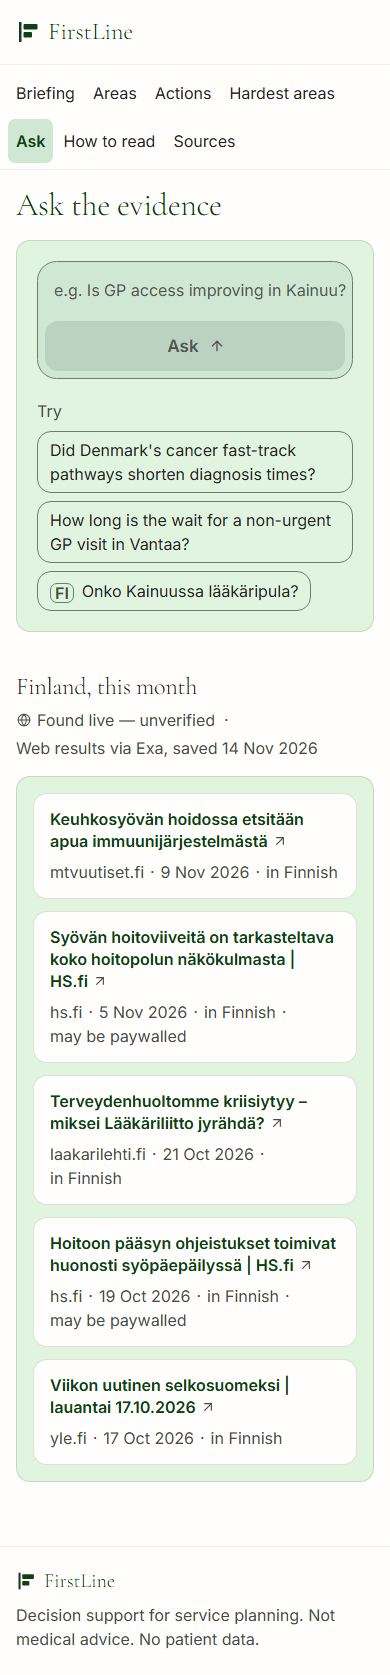 FirstLine
Briefing Areas Actions Hardest areas
Ask How to read Sources
Ask the evidence
e.g. Is GP access improving in Kainuu?
Ask ↑
Try
Did Denmark's cancer fast-track
pathways shorten diagnosis times?
How long is the wait for a non-urgent
GP visit in Vantaa?
FI Onko Kainuussa lääkäripula?
Finland, this month
Found live — unverified ·
Web results via Exa, saved 14 Nov 2026
Keuhkosyövän hoidossa etsitään
apua immuunijärjestelmästä ↗
mtvuutiset.fi · 9 Nov 2026 · in Finnish
Syövän hoitoviiveitä on tarkasteltava
koko hoitopolun näkökulmasta |
HS.fi ↗
hs.fi · 5 Nov 2026 · in Finnish ·
may be paywalled
Terveydenhuoltomme kriisiytyy –
miksei Lääkäriliitto jyrähdä? ↗
laakarilehti.fi · 21 Oct 2026 ·
in Finnish
Hoitoon pääsyn ohjeistukset toimivat
huonosti syöpäepäilyssä | HS.fi ↗
hs.fi · 19 Oct 2026 · in Finnish ·
may be paywalled
Viikon uutinen selkosuomeksi |
lauantai 17.10.2026 ↗
yle.fi · 17 Oct 2026 · in Finnish
FirstLine
Decision support for service planning. Not
medical advice. No patient data.